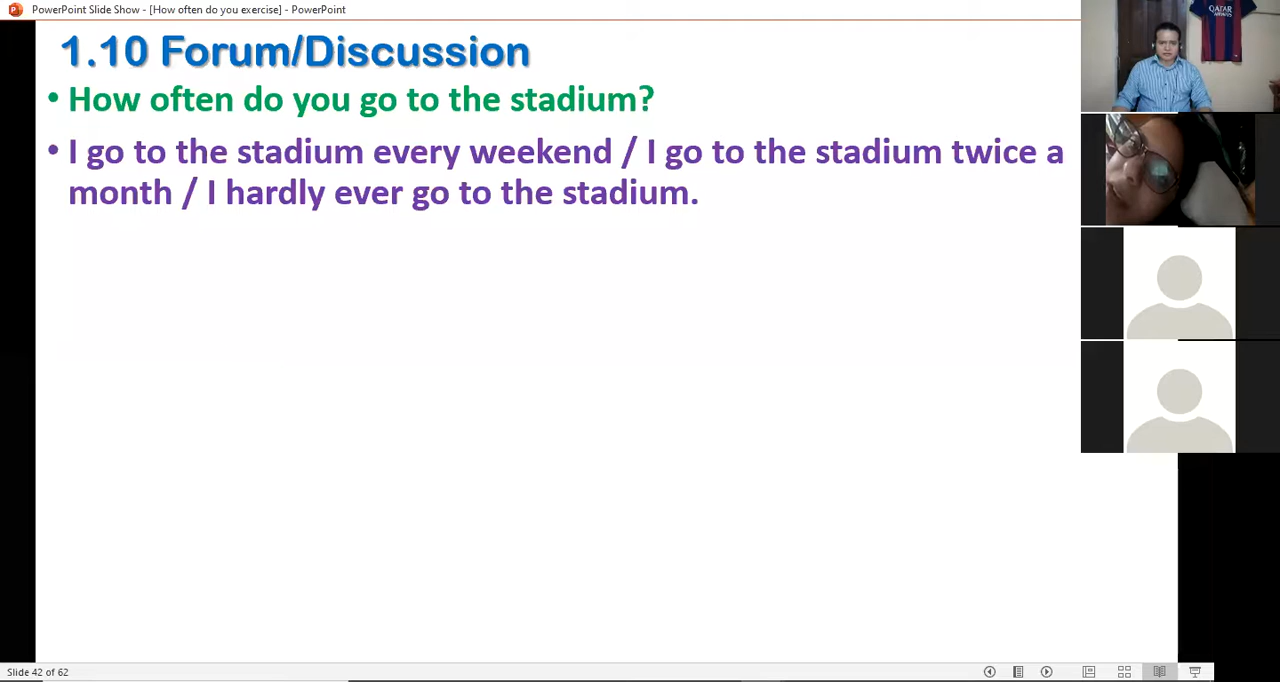 PowerPoint Slide Show - [How often do you exercise] - PowerPoint
QATAR
AIRWAYS
1.10 Forum/Discussion
• How often do you go to the stadium?
• I go to the stadium every weekend / I go to the stadium twice a
month / I hardly ever go to the stadium.
Slide 42 of 62